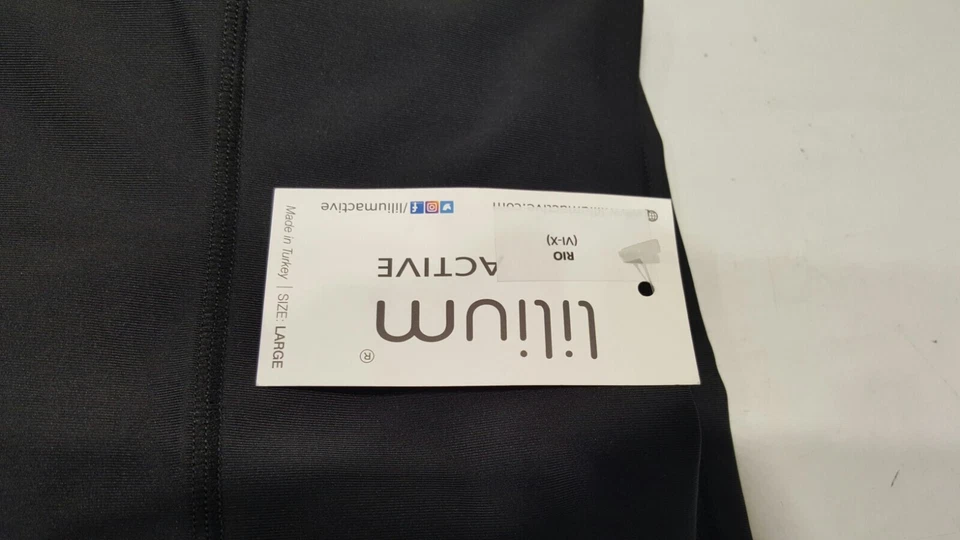 lilium®
ACTIVE
RIO
(VI-X)
/liliumactive
Made in Turkey | SIZE: LARGE